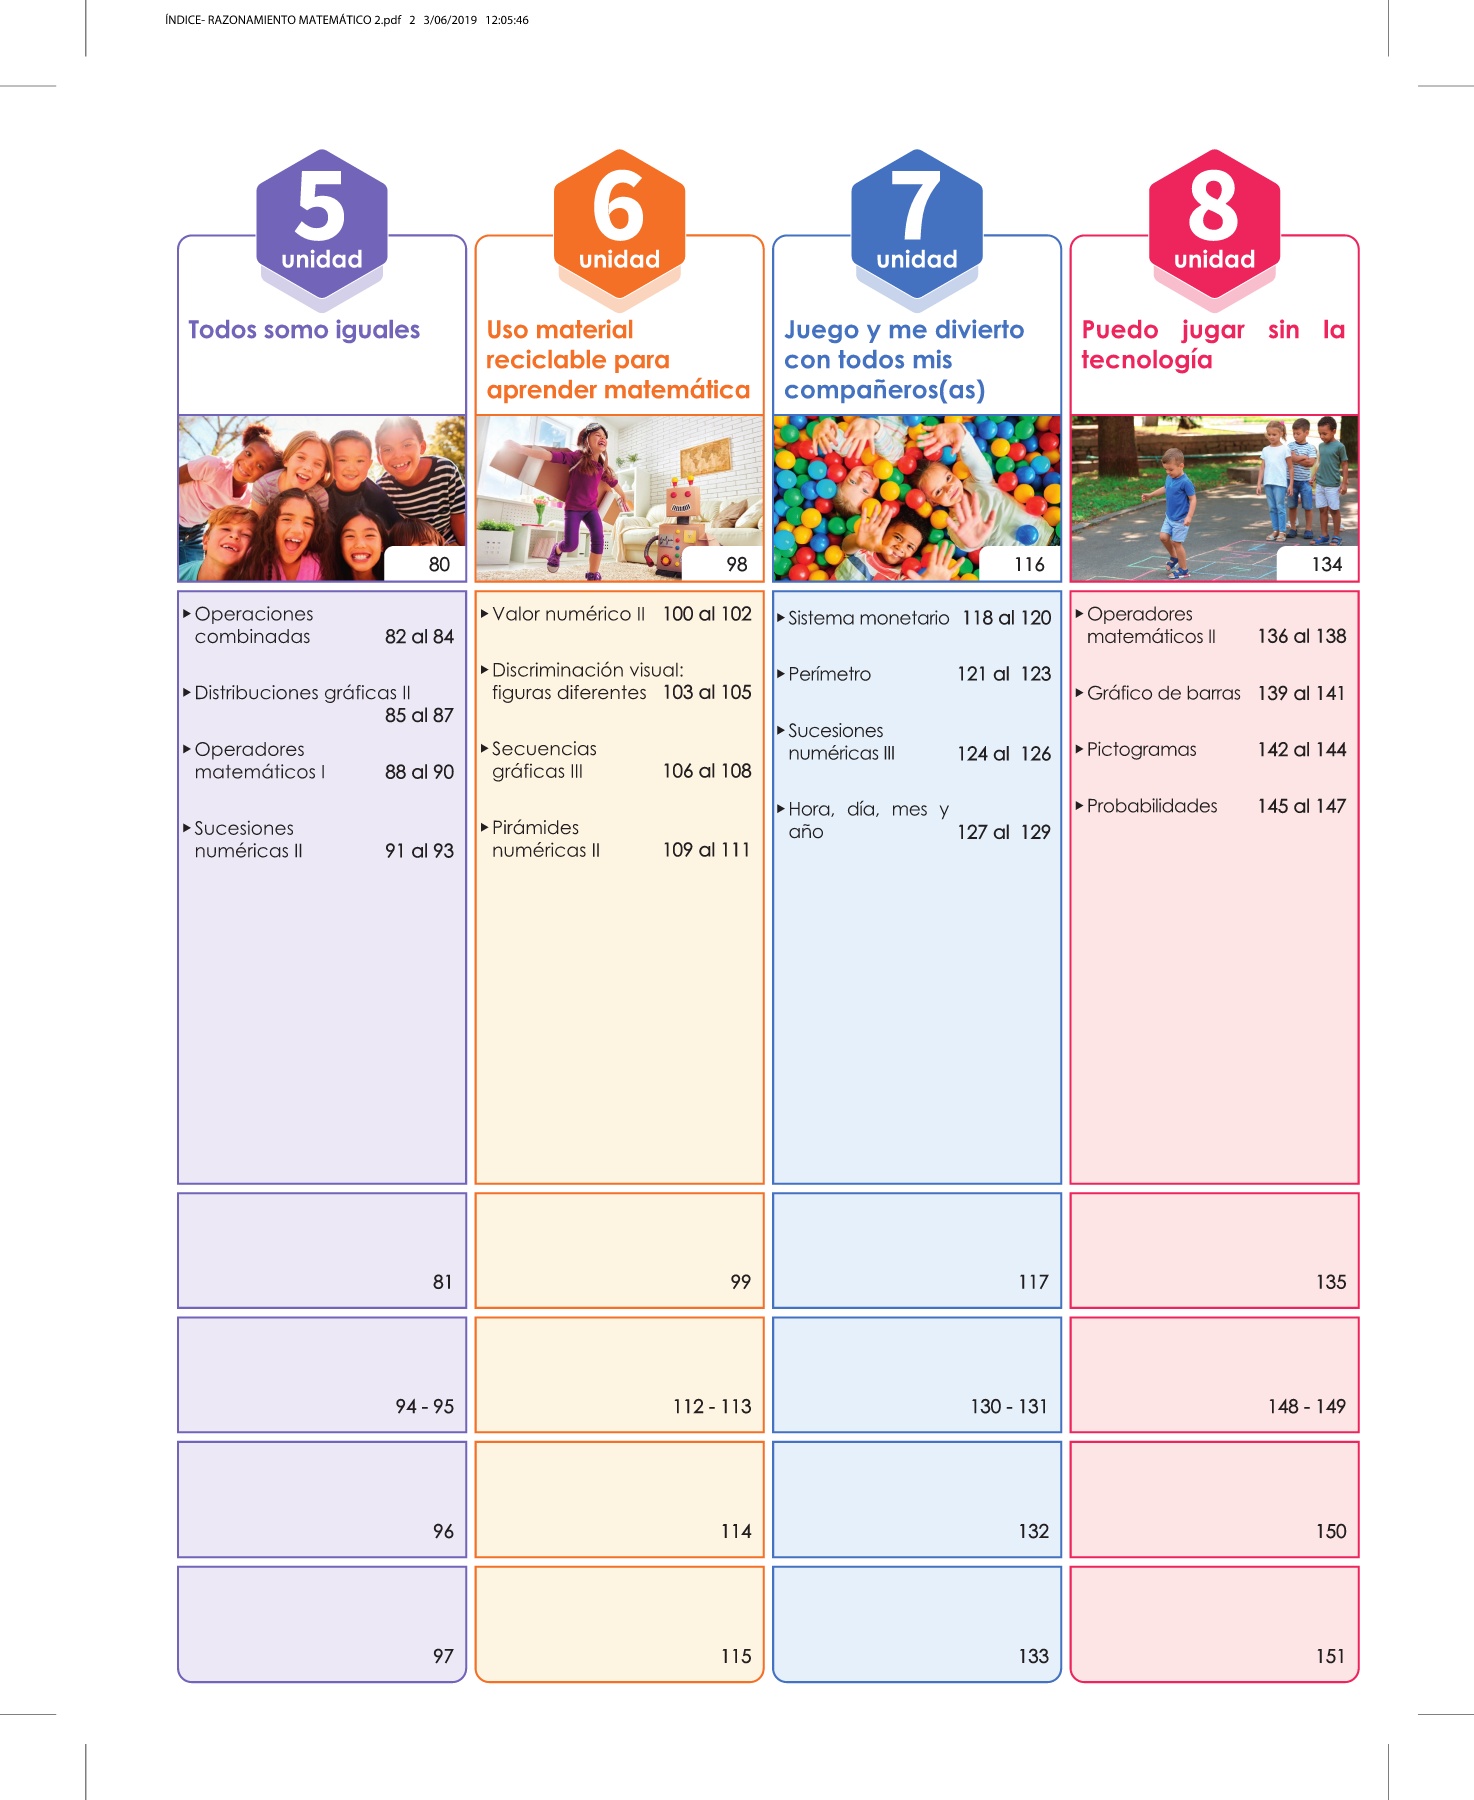 ÍNDICE- RAZONAMIENTO MATEMÁTICO 2.pdf 2 3/06/2019 12:05:46
5
unidad
Todos somo iguales
80
Operaciones
combinadas 82 al 84
Distribuciones gráficas II
85 al 87
Operadores
matemáticos I 88 al 90
Sucesiones
numéricas II 91 al 93
81
94 - 95
96
97
6
unidad
Uso material
reciclable para
aprender matemática
98
Valor numérico II 100 al 102
Discriminación visual:
figuras diferentes 103 al 105
Secuencias
gráficas III 106 al 108
Pirámides
numéricas II 109 al 111
99
112 - 113
114
115
7
unidad
Juego y me divierto
con todos mis
compañeros(as)
116
Sistema monetario 118 al 120
Perímetro 121 al 123
Sucesiones
numéricas III 124 al 126
Hora, día, mes y
año 127 al 129
117
130 - 131
132
133
8
unidad
Puedo jugar sin la
tecnología
134
Operadores
matemáticos II 136 al 138
Gráfico de barras 139 al 141
Pictogramas 142 al 144
Probabilidades 145 al 147
135
148 - 149
150
151